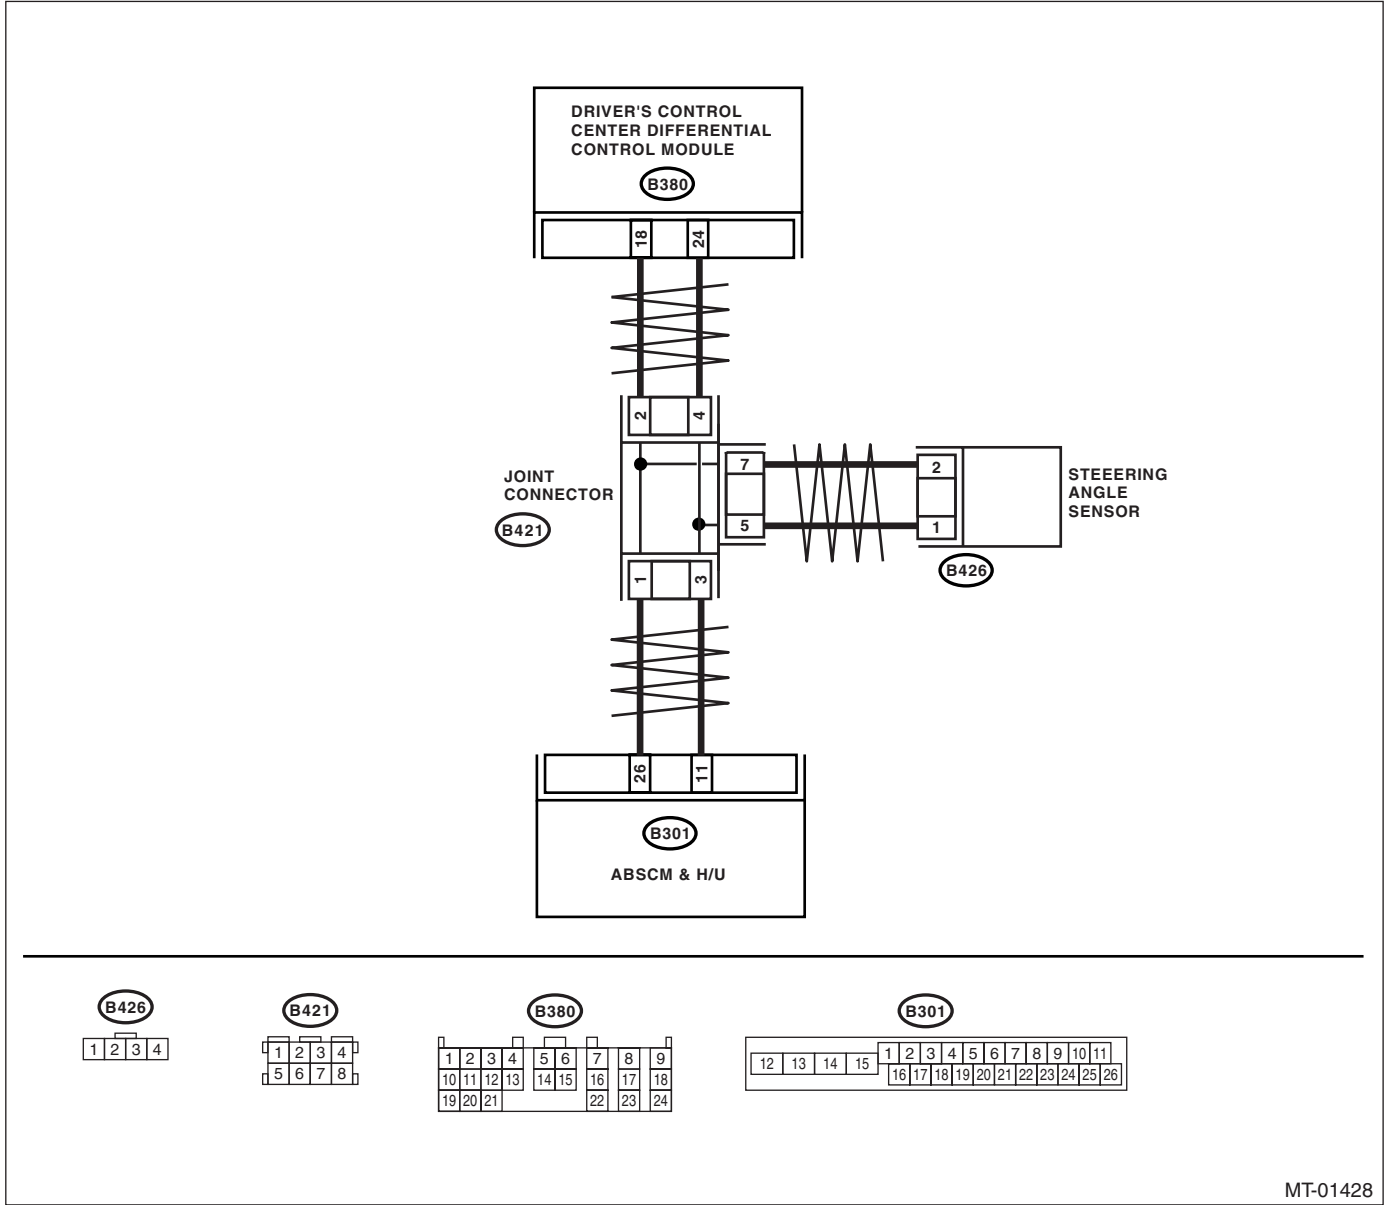 DRIVER'S CONTROL
CENTER DIFFERENTIAL
CONTROL MODULE
B380
18 24
2 4
JOINT
CONNECTOR
B421
7
5
2
1
STEEERING
ANGLE
SENSOR
B426
1 3
26 11
B301
ABSCM & H/U
B426
1 2 3 4
B421
1 2 3 4
5 6 7 8
B380
1 2 3 4 5 6 7 8 9
10 11 12 13 14 15 16 17 18
19 20 21 22 23 24
B301
12 13 14 15 1 2 3 4 5 6 7 8 9 10 11
16 17 18 19 20 21 22 23 24 25 26
MT-01428